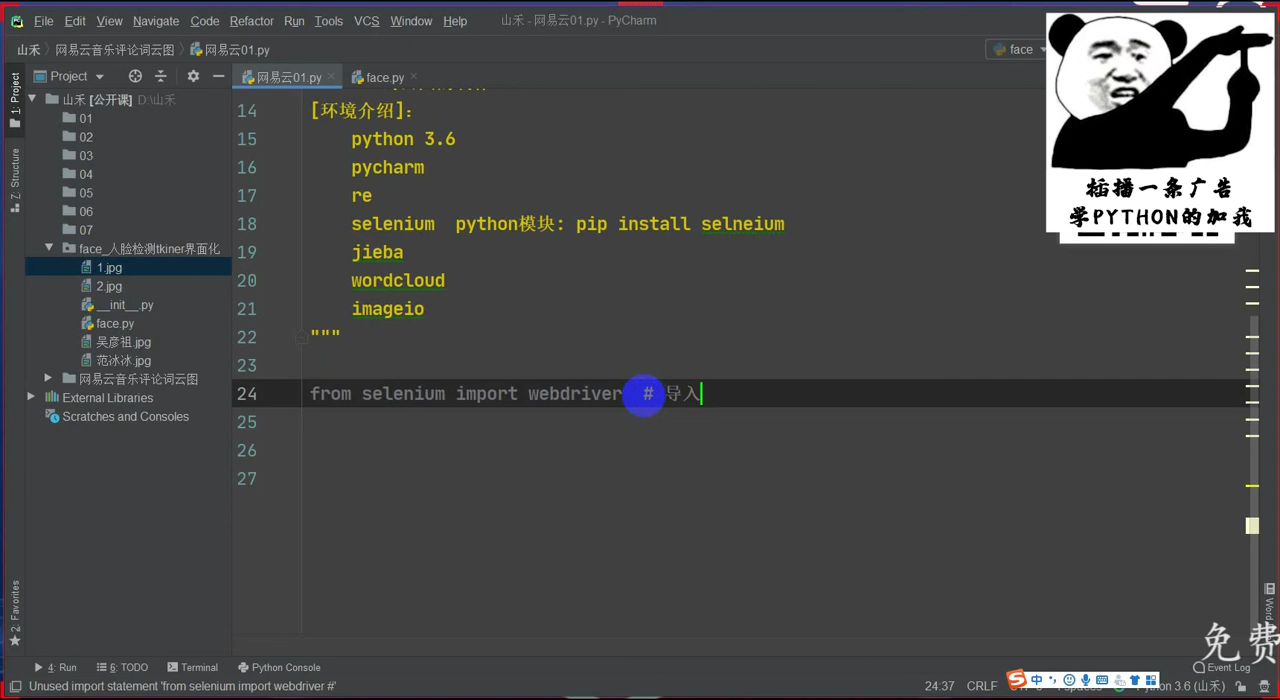 File Edit View Navigate Code Refactor Run Tools VCS Window Help 山禾 - 网易云01.py - PyCharm
山禾 网易云音乐评论词云图 网易云01.py face
Project 网易云01.py face.py
1: Project
Z: Structure
2: Favorites
山禾 [公开课] D:\山禾
01
02
03
04
05
06
07
face_人脸检测tkiner界面化
1.jpg
2.jpg
__init__.py
face.py
吴彦祖.jpg
范冰冰.jpg
网易云音乐评论词云图
External Libraries
Scratches and Consoles
14 [环境介绍]:
15 python 3.6
16 pycharm
17 re
18 selenium python模块: pip install selneium
19 jieba
20 wordcloud
21 imageio
22 """
23
24 from selenium import webdriver # 导入
25
26
27
插播一条广告
学PYTHON的加我
免费
4: Run 6: TODO Terminal Python Console Event Log
Unused import statement 'from selenium import webdriver #' 24:37 CRLF 中 Python 3.6 (山禾)